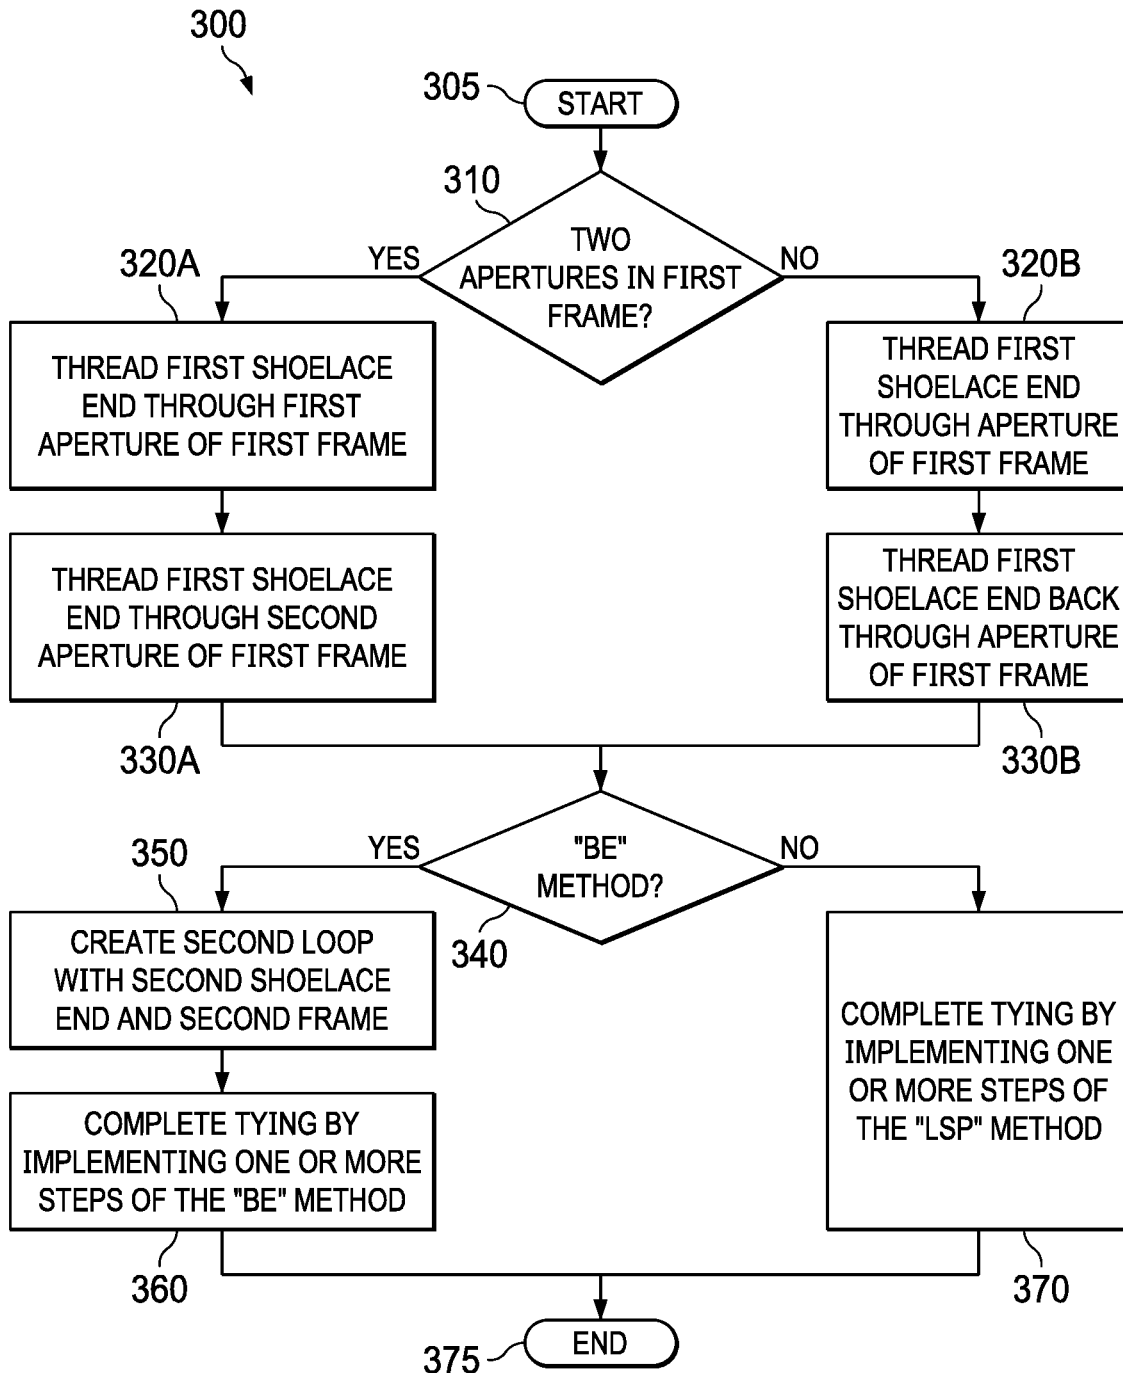 300
305
START
310
TWO
APERTURES IN FIRST
FRAME?
YES
NO
320A
THREAD FIRST SHOELACE
END THROUGH FIRST
APERTURE OF FIRST FRAME
320B
THREAD FIRST
SHOELACE END
THROUGH APERTURE
OF FIRST FRAME
THREAD FIRST SHOELACE
END THROUGH SECOND
APERTURE OF FIRST FRAME
330A
THREAD FIRST
SHOELACE END BACK
THROUGH APERTURE
OF FIRST FRAME
330B
"BE"
METHOD?
YES
NO
340
350
CREATE SECOND LOOP
WITH SECOND SHOELACE
END AND SECOND FRAME
COMPLETE TYING BY
IMPLEMENTING ONE OR MORE
STEPS OF THE "BE" METHOD
360
COMPLETE TYING BY
IMPLEMENTING ONE
OR MORE STEPS OF
THE "LSP" METHOD
370
375
END